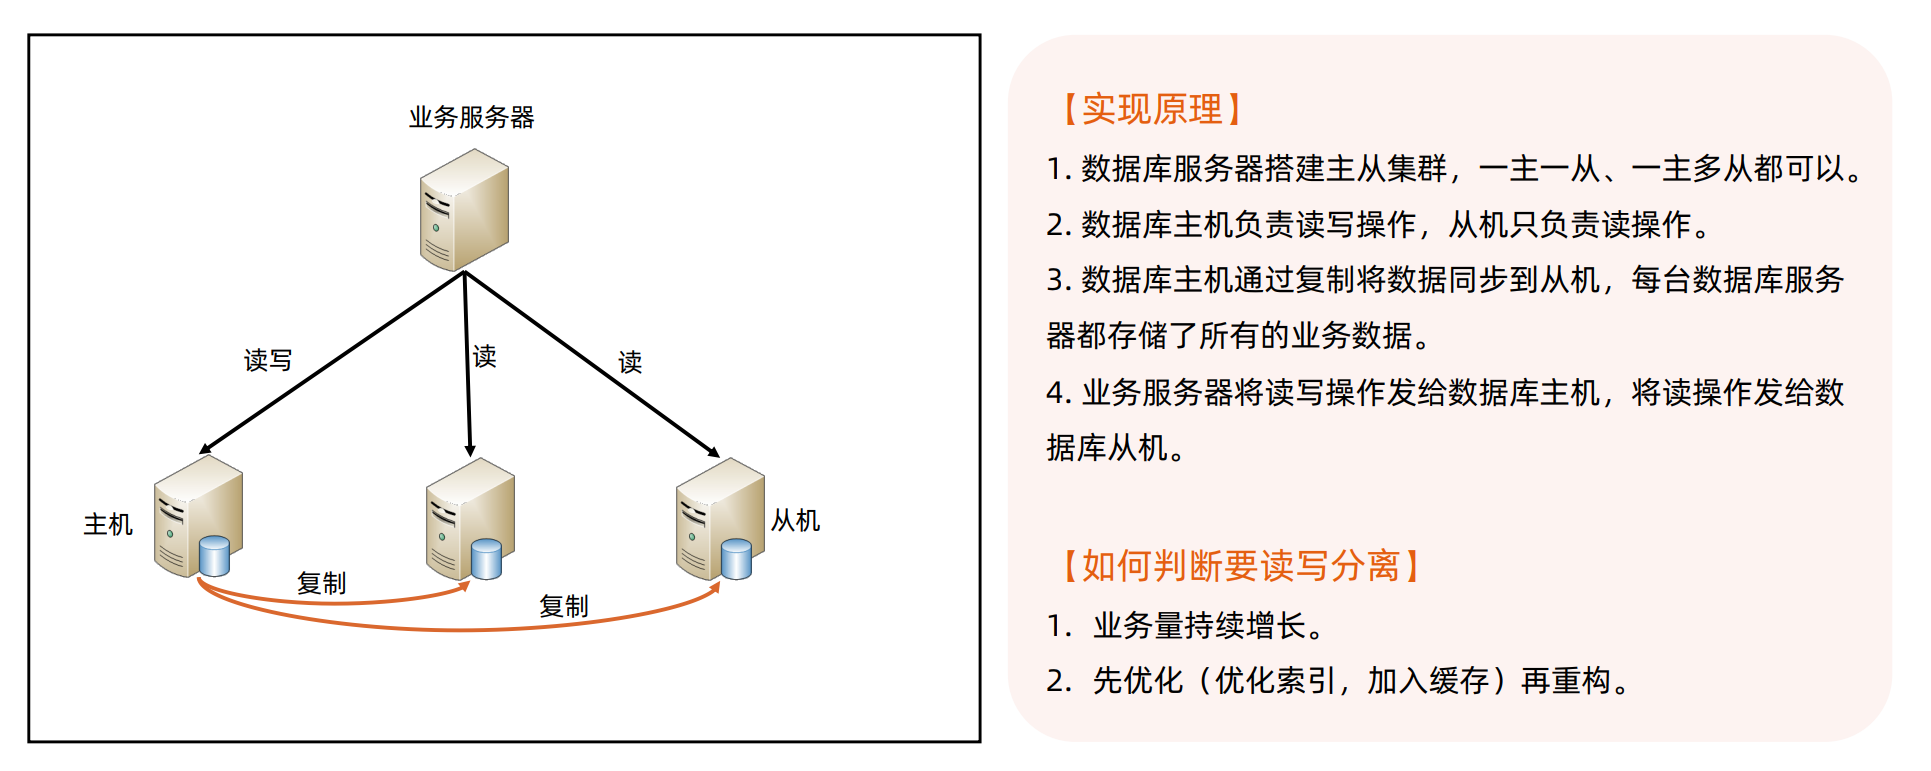 业务服务器
读写
读
读
主机
从机
复制
复制
【实现原理】
1. 数据库服务器搭建主从集群，一主一从、一主多从都可以。
2. 数据库主机负责读写操作，从机只负责读操作。
3. 数据库主机通过复制将数据同步到从机，每台数据库服务
器都存储了所有的业务数据。
4. 业务服务器将读写操作发给数据库主机，将读操作发给数
据库从机。
【如何判断要读写分离】
1. 业务量持续增长。
2. 先优化（优化索引，加入缓存）再重构。